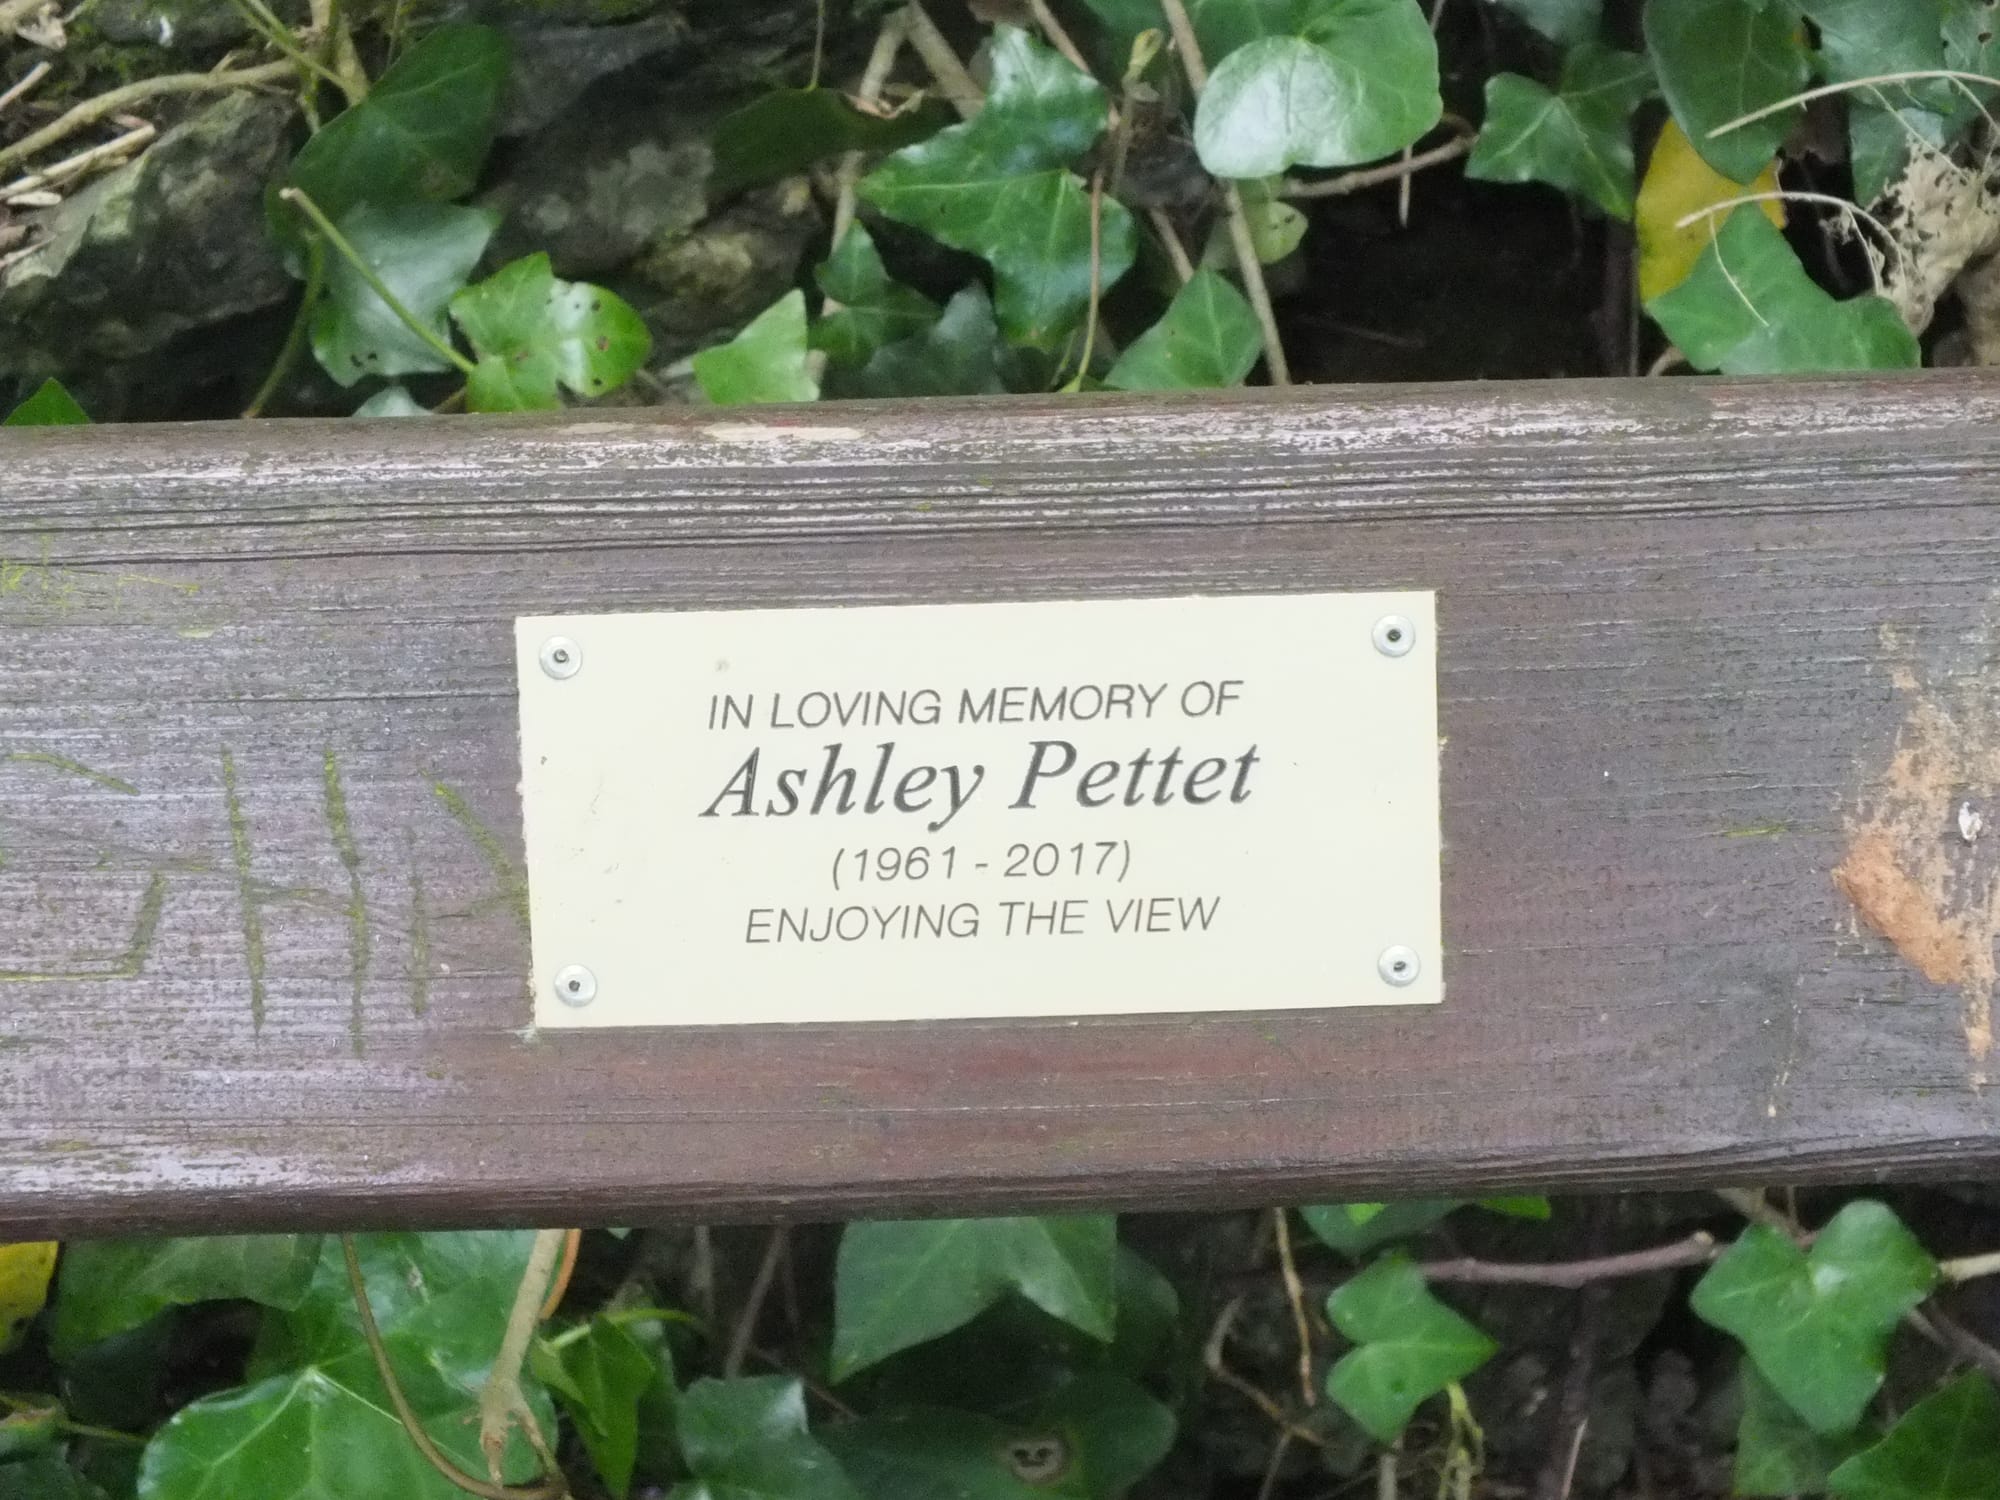 IN LOVING MEMORY OF
Ashley Pettet
(1961 - 2017)
ENJOYING THE VIEW